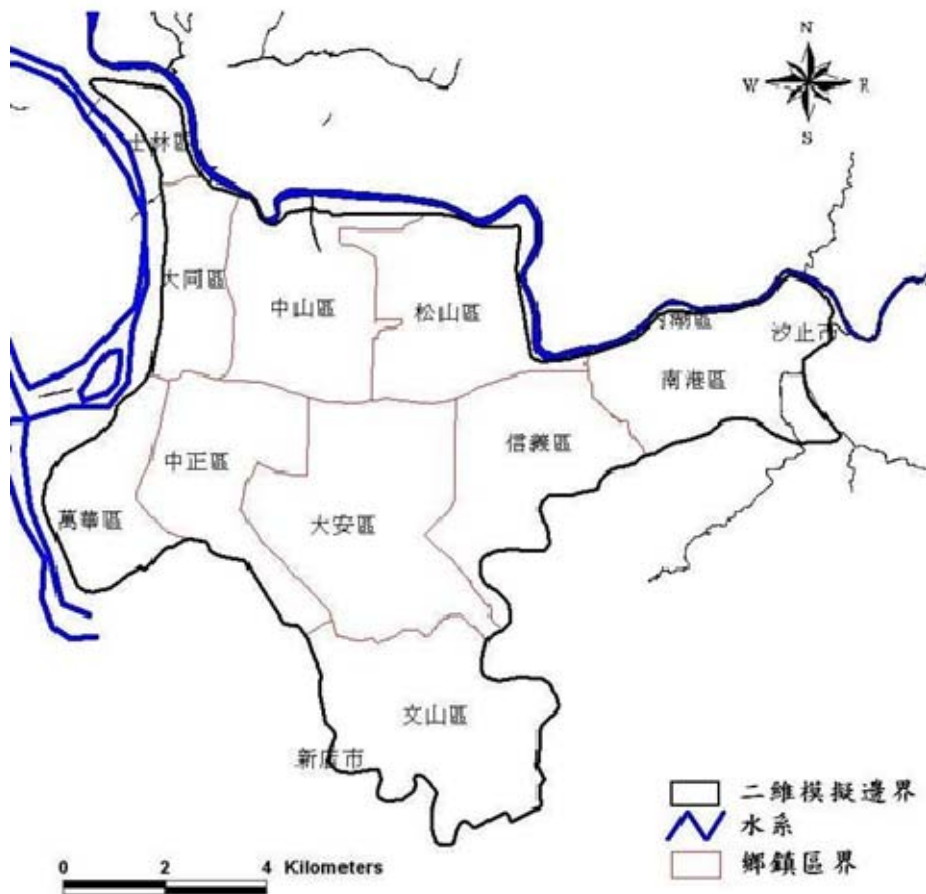 N
W E
S
士林區
大同區
中山區
松山區
內湖區
汐止市
南港區
中正區
信義區
萬華區
大安區
文山區
新店市
二維模擬邊界
水系
鄉鎮區界
0 2 4 Kilometers